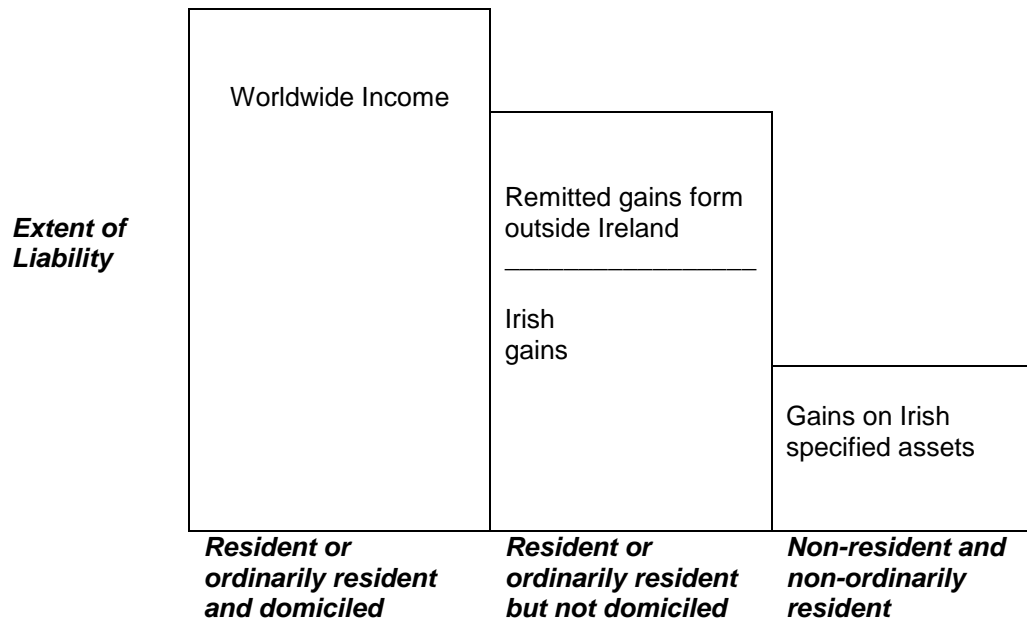 Worldwide Income
Remitted gains form
outside Ireland
__________________
Irish
gains
Extent of
Liability
Gains on Irish
specified assets
Resident or
ordinarily resident
and domiciled
Resident or
ordinarily resident
but not domiciled
Non-resident and
non-ordinarily
resident